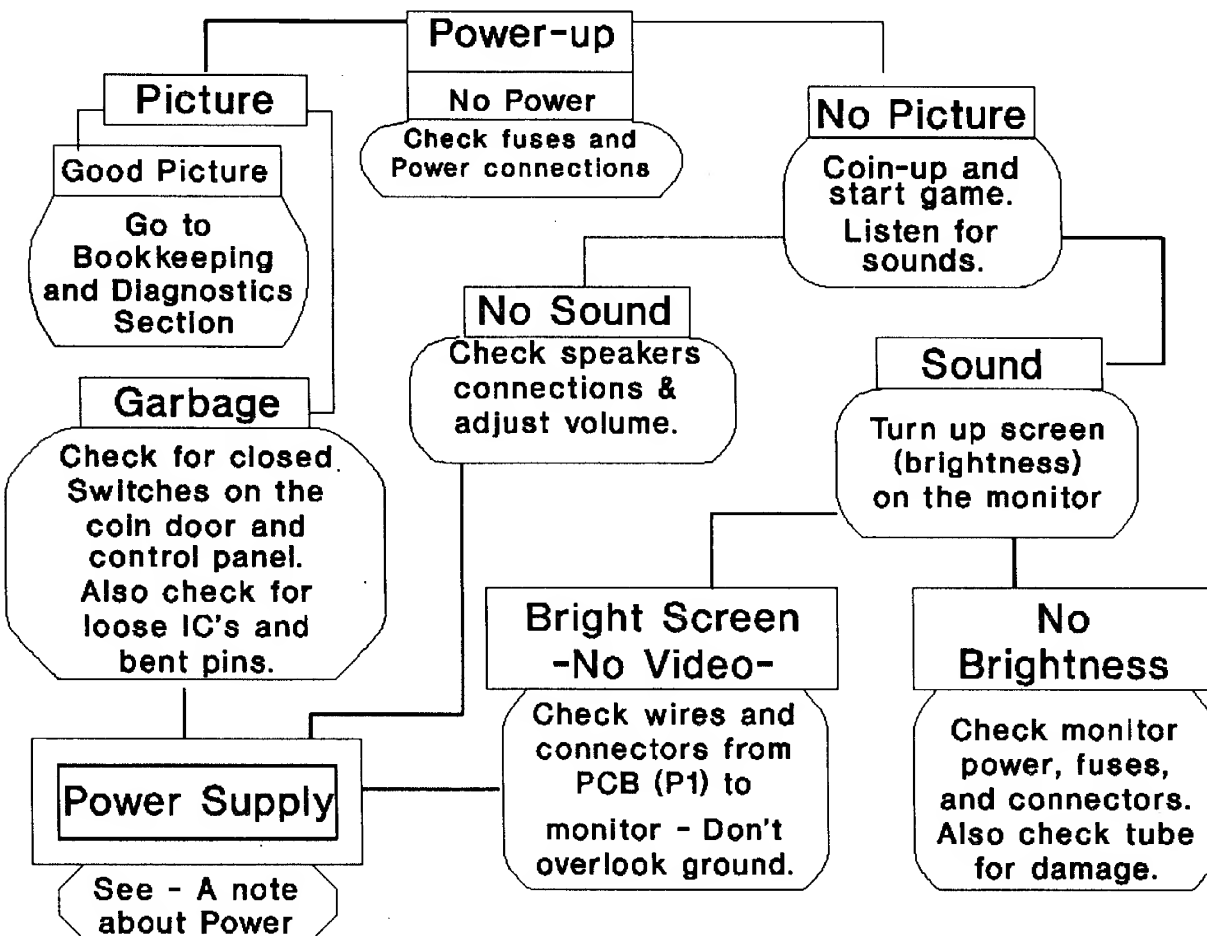 Power-up
No Power
Check fuses and
Power connections
Picture
Good Picture
Go to
Bookkeeping
and Diagnostics
Section
Garbage
Check for closed
Switches on the
coin door and
control panel.
Also check for
loose IC's and
bent pins.
No Picture
Coin-up and
start game.
Listen for
sounds.
No Sound
Check speakers
connections &
adjust volume.
Sound
Turn up screen
(brightness)
on the monitor
Bright Screen
-No Video-
Check wires and
connectors from
PCB (P1) to
monitor - Don't
overlook ground.
No
Brightness
Check monitor
power, fuses,
and connectors.
Also check tube
for damage.
Power Supply
See - A note
about Power